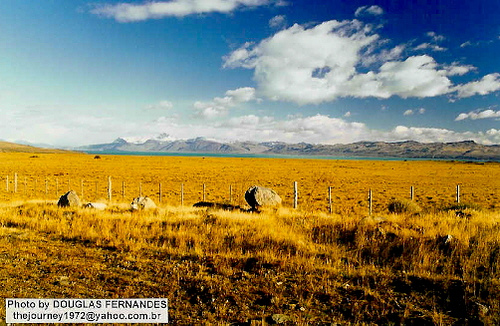 Photo by DOUGLAS FERNANDES
thejourney1972@yahoo.com.br